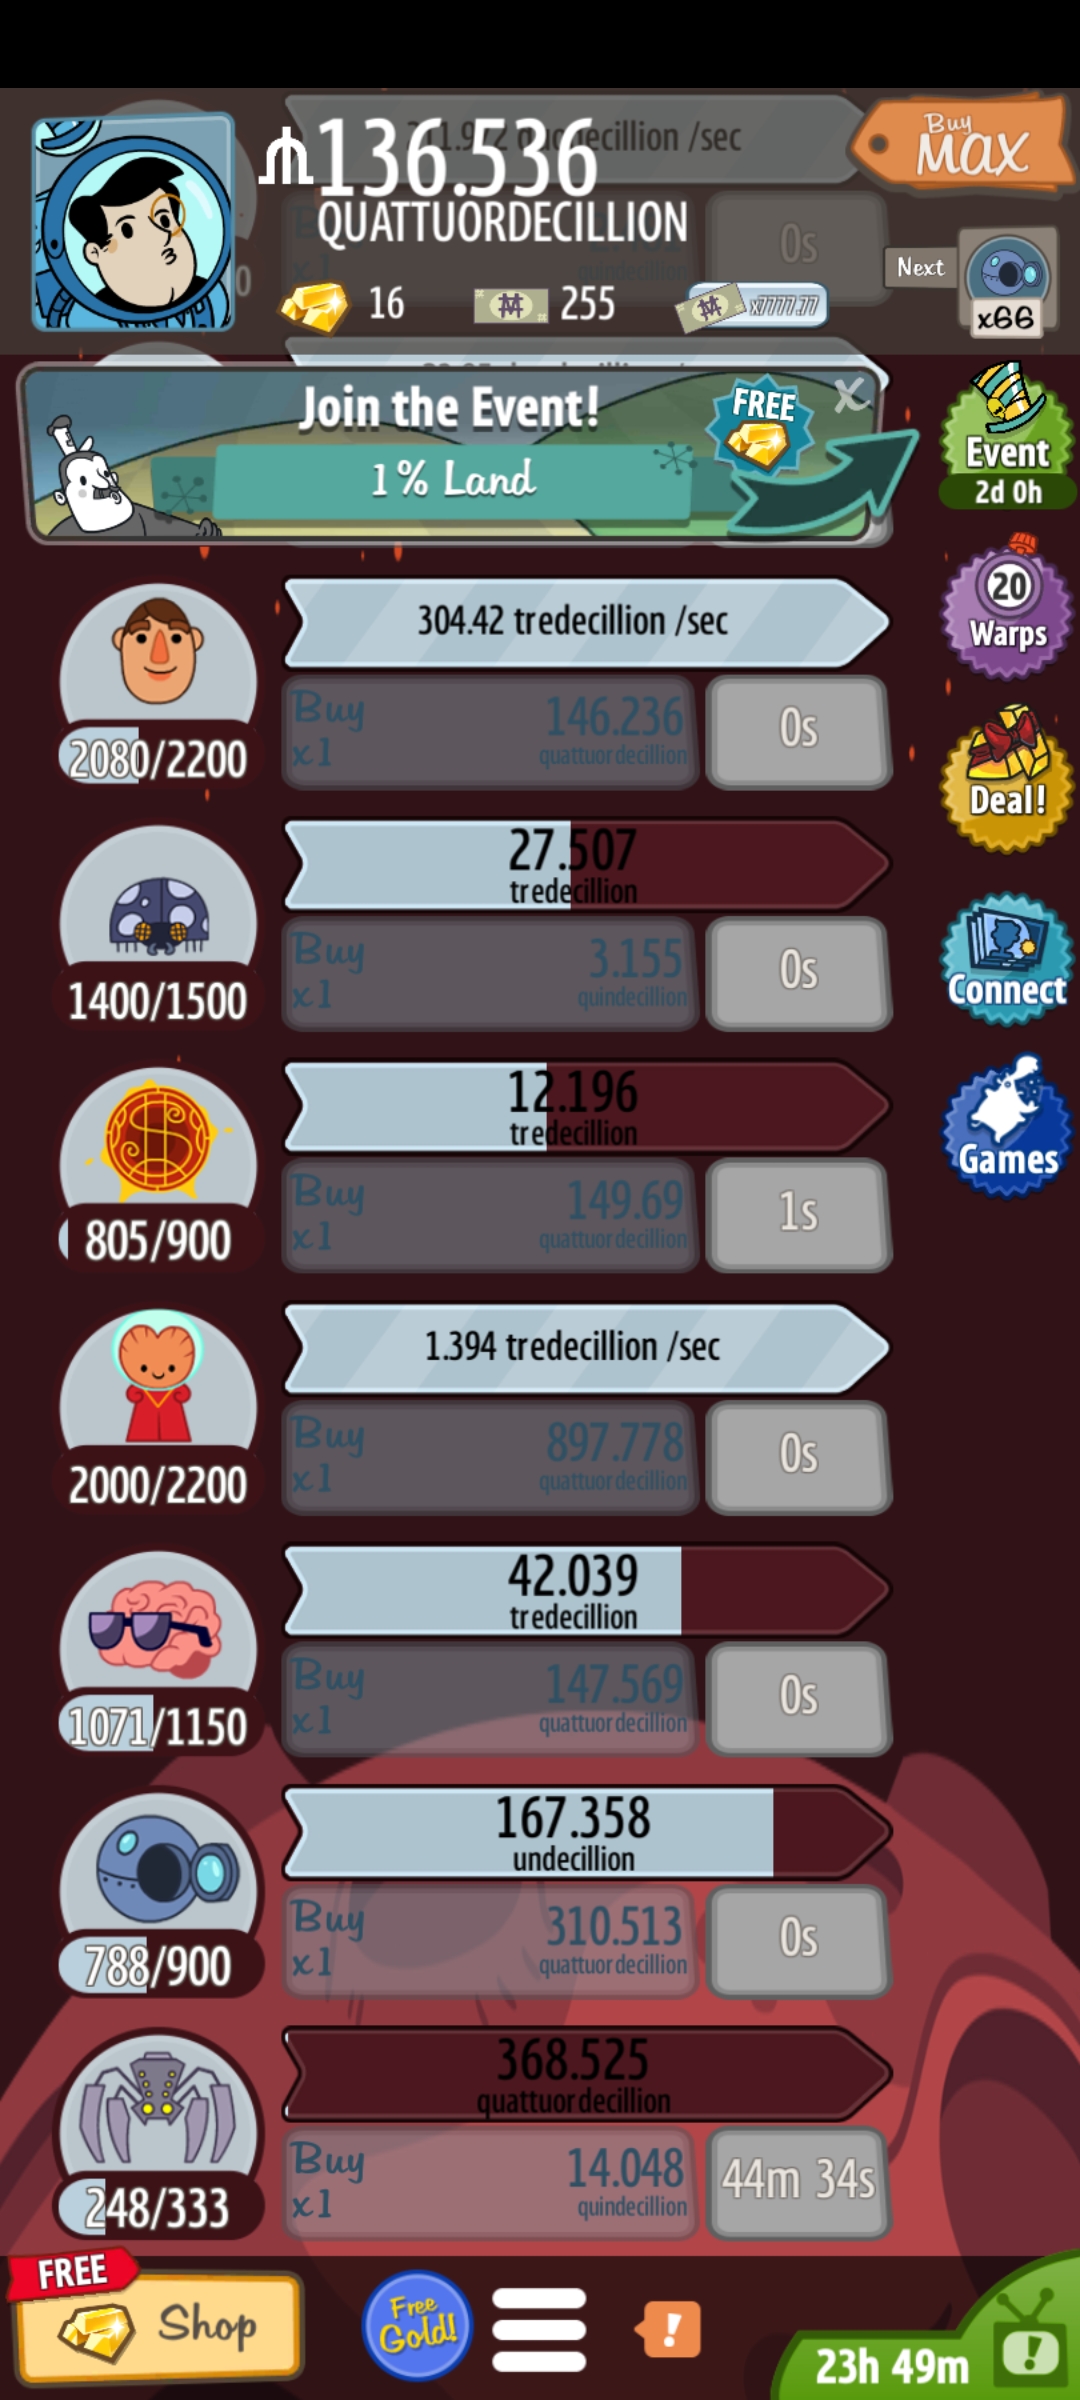 136.536
QUATTUORDECILLION
Buy
MAX
Next
x66
16
255
x7777.77
Join the Event!
1% Land
FREE
X
Event
2d 0h
20
Warps
Deal!
Connect
Games
304.42 tredecillion /sec
Buy
x1
146.236
quattuordecillion
0s
2080/2200
27.507
tredecillion
Buy
x1
3.155
quindecillion
0s
1400/1500
12.196
tredecillion
Buy
x1
149.69
quattuordecillion
1s
805/900
1.394 tredecillion /sec
Buy
x1
897.778
quattuordecillion
0s
2000/2200
42.039
tredecillion
Buy
x1
147.569
quattuordecillion
0s
1071/1150
167.358
undecillion
Buy
x1
310.513
quattuordecillion
0s
788/900
368.525
quattuordecillion
Buy
x1
14.048
quindecillion
44m 34s
248/333
FREE
Shop
Free
Gold!
!
23h 49m
!